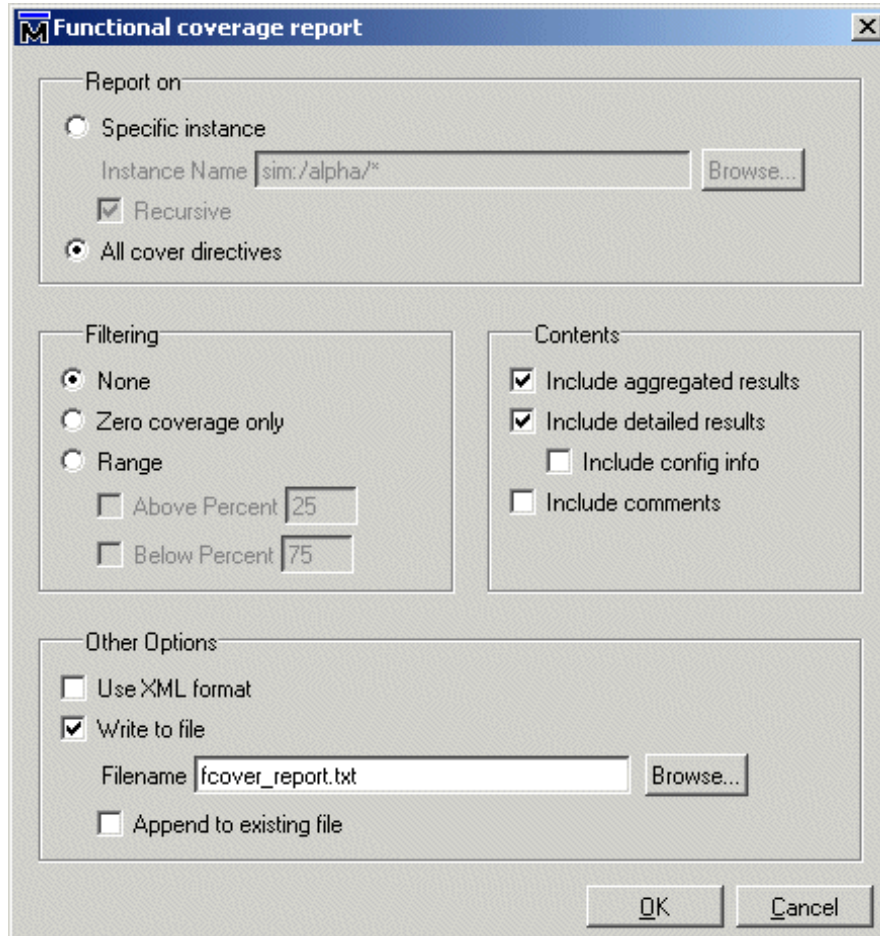 Functional coverage report
Report on
Specific instance
Instance Name sim:/alpha/* Browse...
Recursive
All cover directives
Filtering
None
Zero coverage only
Range
Above Percent 25
Below Percent 75
Contents
Include aggregated results
Include detailed results
Include config info
Include comments
Other Options
Use XML format
Write to file
Filename fcover_report.txt Browse...
Append to existing file
OK Cancel